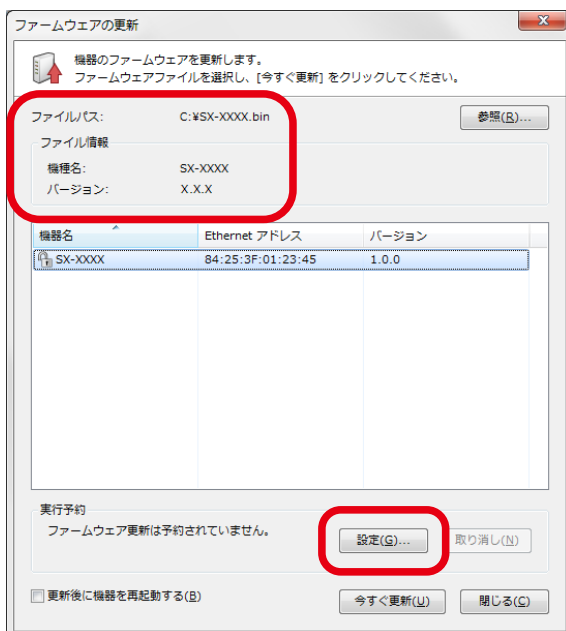 ファームウェアの更新
機器のファームウェアを更新します。
ファームウェアファイルを選択し、[今すぐ更新] をクリックしてください。
ファイルパス: C:¥SX-XXXX.bin 参照(R)...
ファイル情報
機種名: SX-XXXX
バージョン: X.X.X
機器名 Ethernet アドレス バージョン
SX-XXXX 84:25:3F:01:23:45 1.0.0
実行予約
ファームウェア更新は予約されていません。
設定(G)... 取り消し(N)
更新後に機器を再起動する(B) 今すぐ更新(U) 閉じる(C)